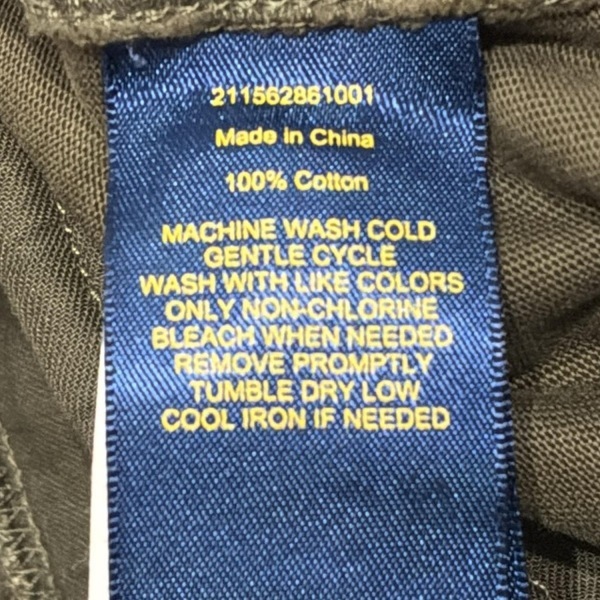 211562861001
Made in China
100% Cotton
MACHINE WASH COLD
GENTLE CYCLE
WASH WITH LIKE COLORS
ONLY NON-CHLORINE
BLEACH WHEN NEEDED
REMOVE PROMPTLY
TUMBLE DRY LOW
COOL IRON IF NEEDED